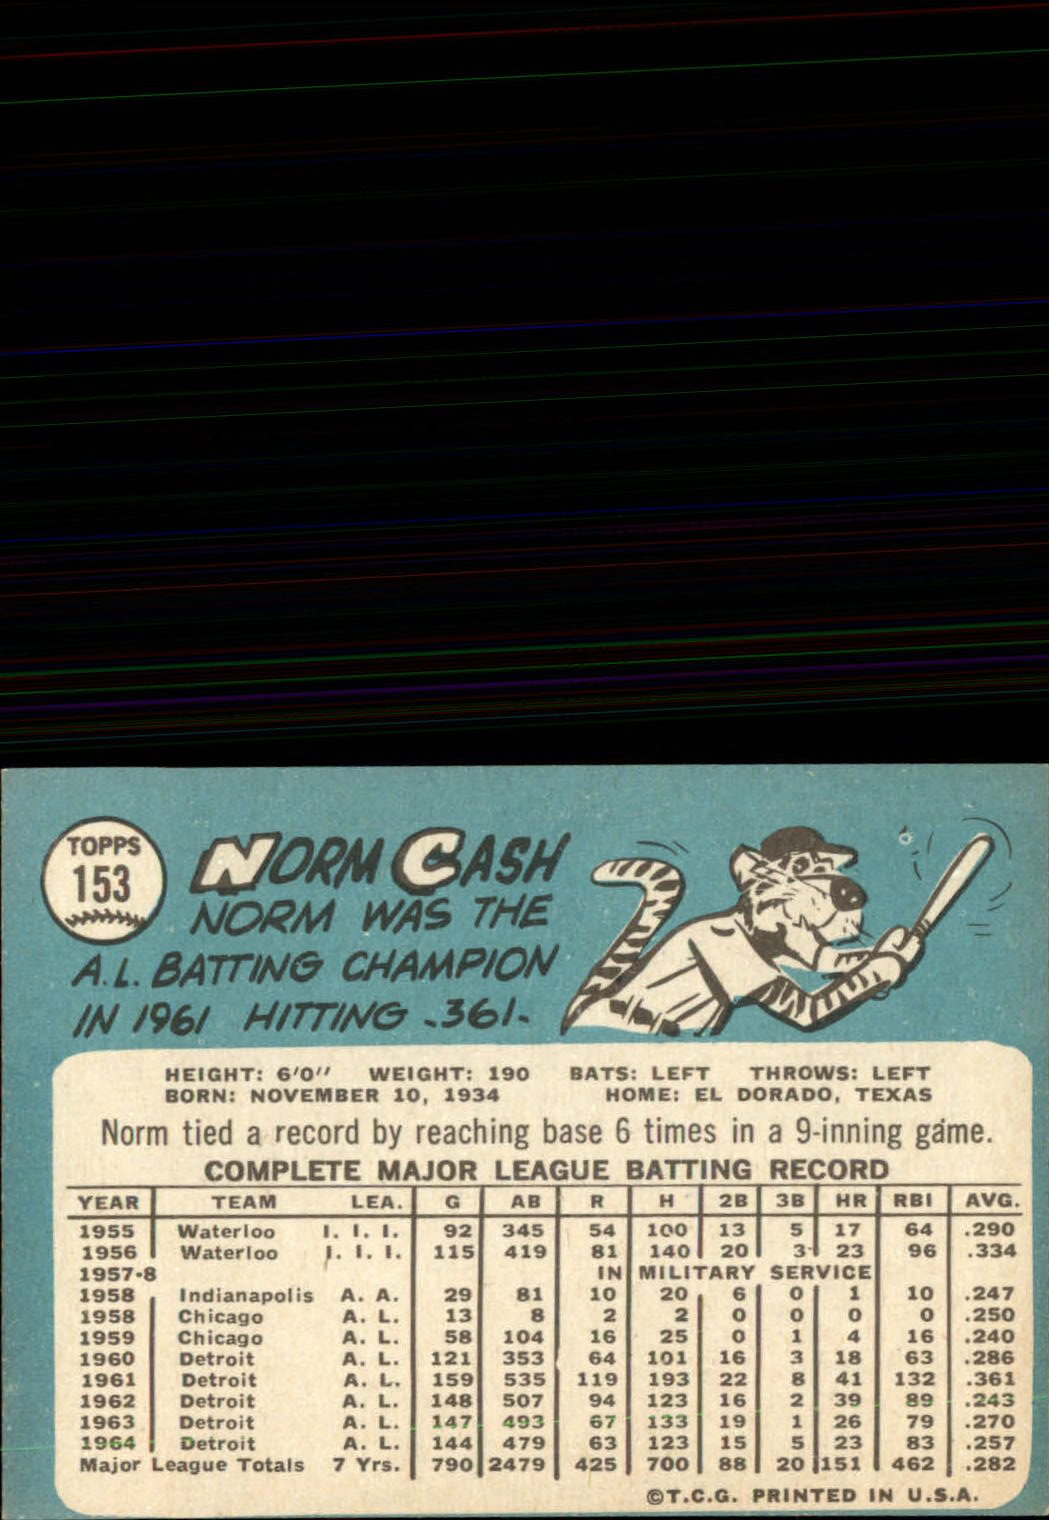 TOPPS
153
NORM CASH
NORM WAS THE
A.L. BATTING CHAMPION
IN 1961 HITTING .361.
HEIGHT: 6'0" WEIGHT: 190 BATS: LEFT THROWS: LEFT
BORN: NOVEMBER 10, 1934 HOME: EL DORADO, TEXAS
Norm tied a record by reaching base 6 times in a 9-inning game.
COMPLETE MAJOR LEAGUE BATTING RECORD
YEAR TEAM LEA. G AB R H 2B 3B HR RBI AVG.
1955 Waterloo I. I. I. 92 345 54 100 13 5 17 64 .290
1956 Waterloo I. I. I. 115 419 81 140 20 3 23 96 .334
1957-8 IN MILITARY SERVICE
1958 Indianapolis A. A. 29 81 10 20 6 0 1 10 .247
1958 Chicago A. L. 13 8 2 2 0 0 0 0 .250
1959 Chicago A. L. 58 104 16 25 0 1 4 16 .240
1960 Detroit A. L. 121 353 64 101 16 3 18 63 .286
1961 Detroit A. L. 159 535 119 193 22 8 41 132 .361
1962 Detroit A. L. 148 507 94 123 16 2 39 89 .243
1963 Detroit A. L. 147 493 67 133 19 1 26 79 .270
1964 Detroit A. L. 144 479 63 123 15 5 23 83 .257
Major League Totals 7 Yrs. 790 2479 425 700 88 20 151 462 .282
©T.C.G. PRINTED IN U.S.A.